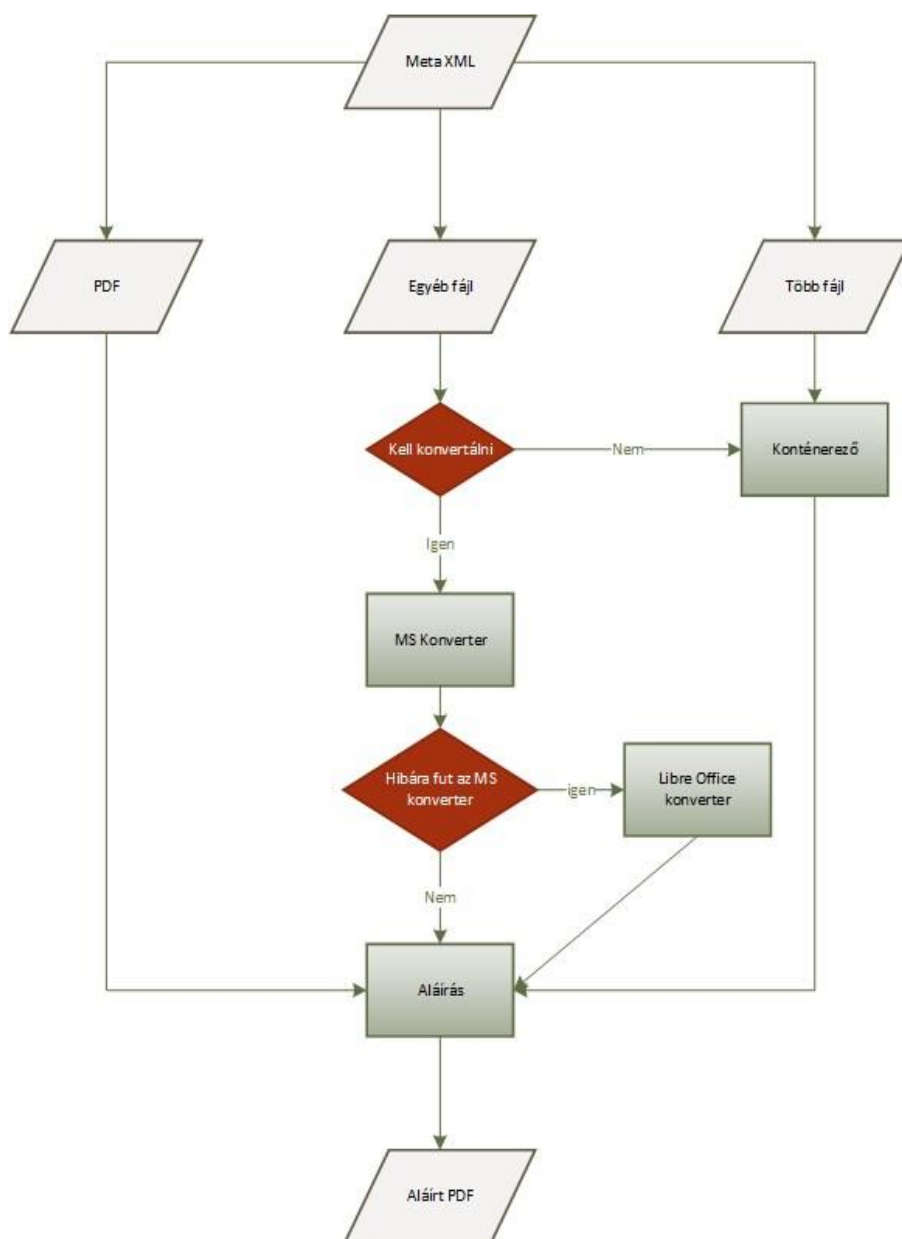 Meta XML
PDF
Egyéb fájl
Több fájl
Kell konvertálni
Nem
Konténerező
Igen
MS Konverter
Hibára fut az MS
konverter
igen
Libre Office
konverter
Nem
Aláírás
Aláírt PDF